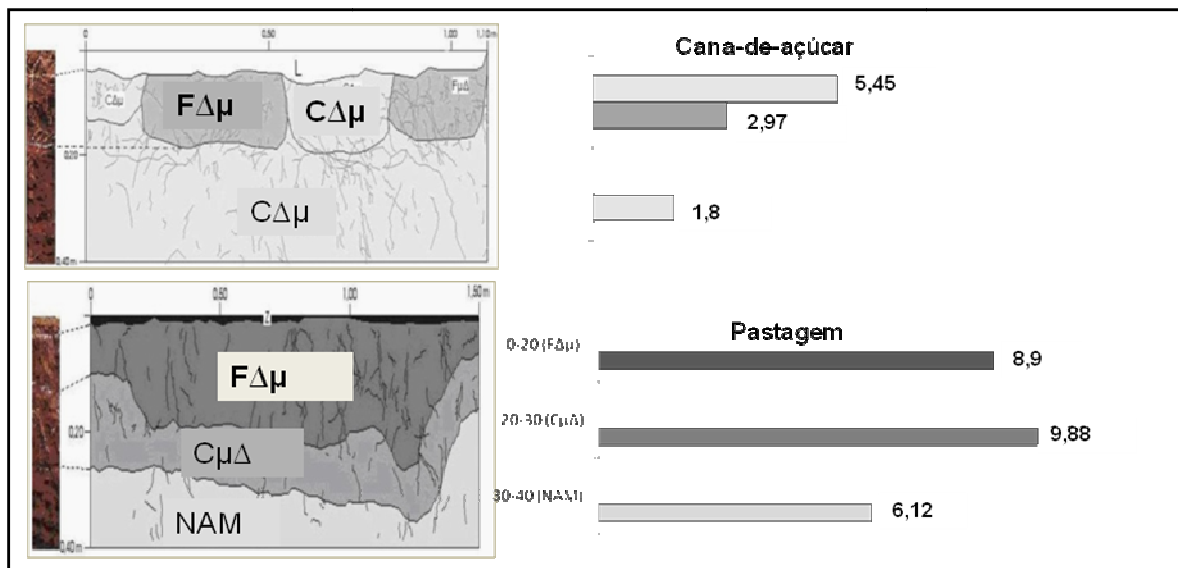 0 0,50 1,00 1,10m
L
CΔμ FΔμ CΔμ FμΔ
0,20
CΔμ
0,40m
Cana-de-açúcar
5,45
2,97
1,8
0 0,50 1,00 1,50m
Z
FΔμ
0,20
CμΔ
NAM
0,40m
Pastagem
0-20 (FΔμ) 8,9
20-30 (CμΔ) 9,88
30-40 (NAM) 6,12